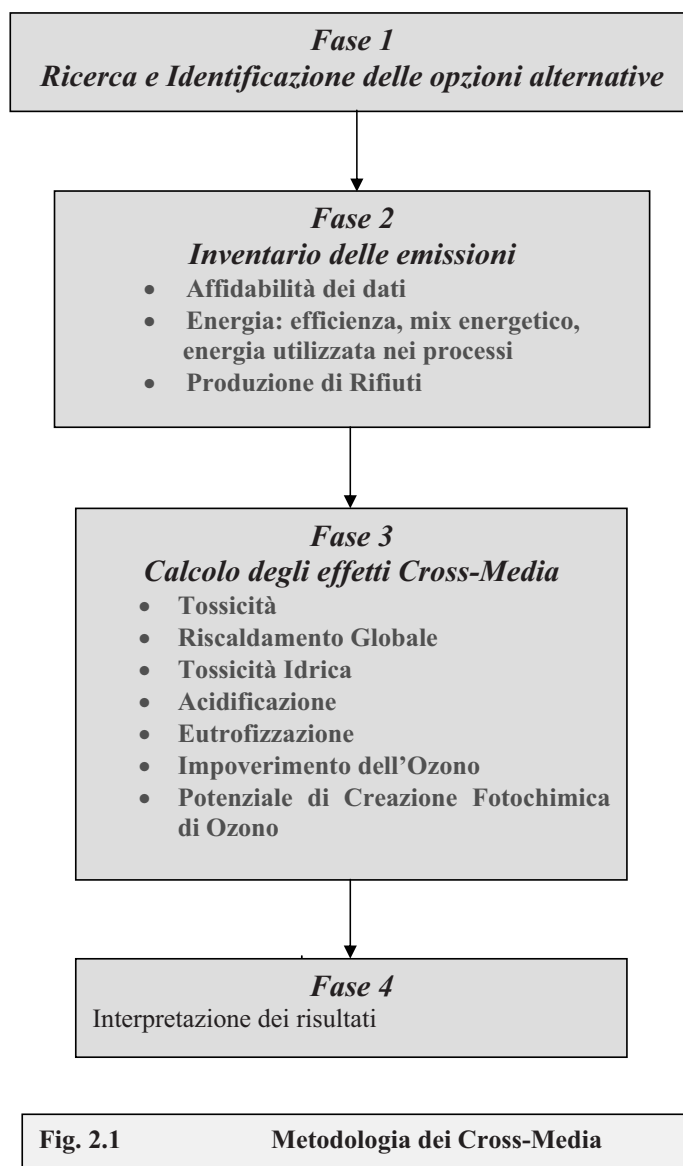 Fase 1
Ricerca e Identificazione delle opzioni alternative
Fase 2
Inventario delle emissioni
• Affidabilità dei dati
• Energia: efficienza, mix energetico,
energia utilizzata nei processi
• Produzione di Rifiuti
Fase 3
Calcolo degli effetti Cross-Media
• Tossicità
• Riscaldamento Globale
• Tossicità Idrica
• Acidificazione
• Eutrofizzazione
• Impoverimento dell’Ozono
• Potenziale di Creazione Fotochimica
di Ozono
Fase 4
Interpretazione dei risultati
Fig. 2.1 Metodologia dei Cross-Media